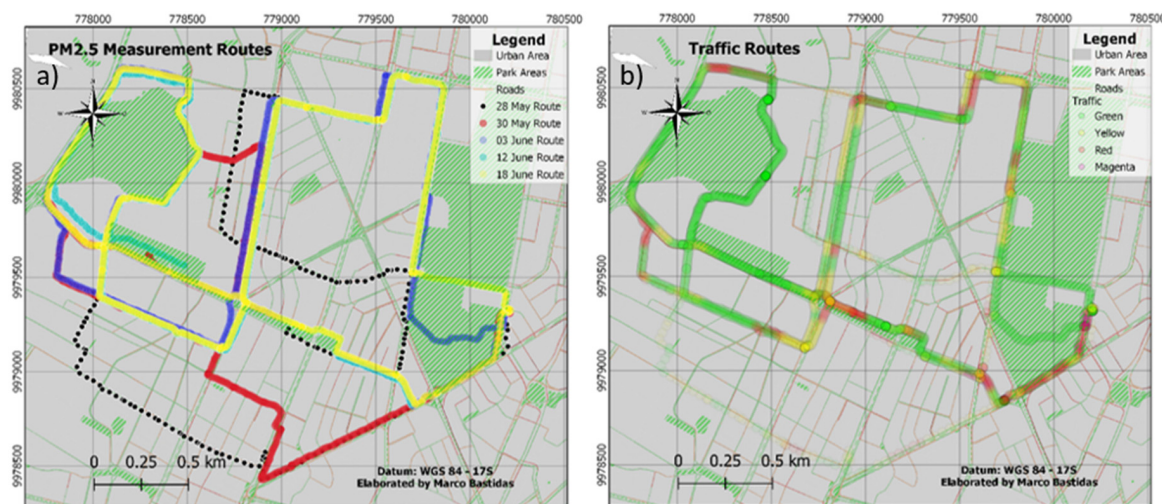 778000 778500 779000 779500 780000 780500
PM2.5 Measurement Routes
a)
N
W
E
S
Legend
Urban Area
Park Areas
Roads
28 May Route
30 May Route
03 June Route
12 June Route
18 June Route
9980500
9980000
9979500
9979000
9978500
0 0.25 0.5 km
Datum: WGS 84 - 17S
Elaborated by Marco Bastidas
778000 778500 779000 779500 780000 780500
Traffic Routes
b)
N
W
E
S
Legend
Urban Area
Park Areas
Roads
Traffic
Green
Yellow
Red
Magenta
9980500
9980000
9979500
9979000
9978500
0 0.25 0.5 km
Datum: WGS 84 - 17S
Elaborated by Marco Bastidas